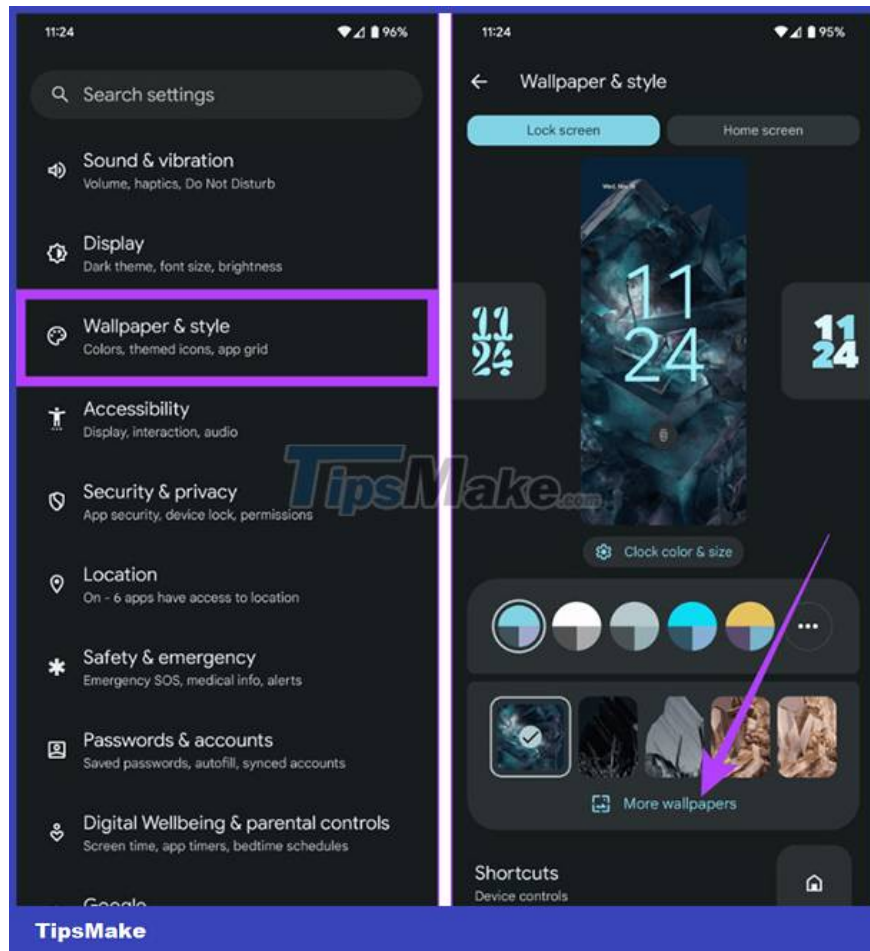 11:24
96%
Search settings
Sound & vibration
Volume, haptics, Do Not Disturb
Display
Dark theme, font size, brightness
Wallpaper & style
Colors, themed icons, app grid
Accessibility
Display, interaction, audio
Security & privacy
App security, device lock, permissions
Location
On - 6 apps have access to location
Safety & emergency
Emergency SOS, medical info, alerts
Passwords & accounts
Saved passwords, autofill, synced accounts
Digital Wellbeing & parental controls
Screen time, app timers, bedtime schedules
Google
11:24
95%
Wallpaper & style
Lock screen
Home screen
Wed,
11
24
11
24
11
24
Clock color & size
More wallpapers
Shortcuts
Device controls
TipsMake.com
TipsMake